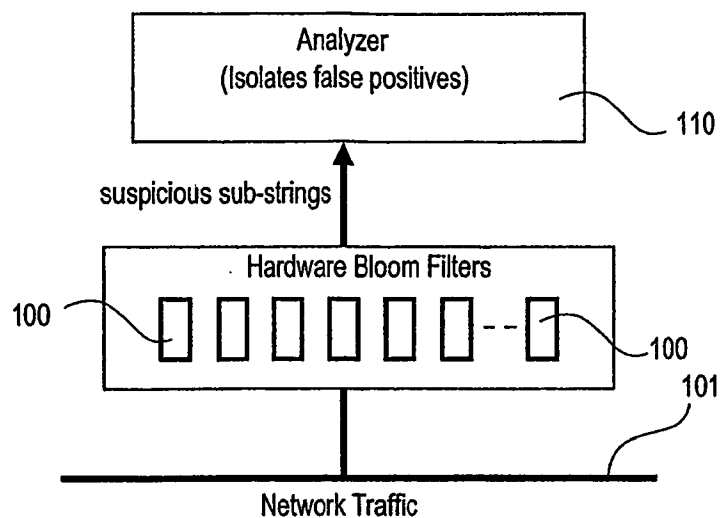 Analyzer
(Isolates false positives)
110
suspicious sub-strings
Hardware Bloom Filters
100
100
101
Network Traffic